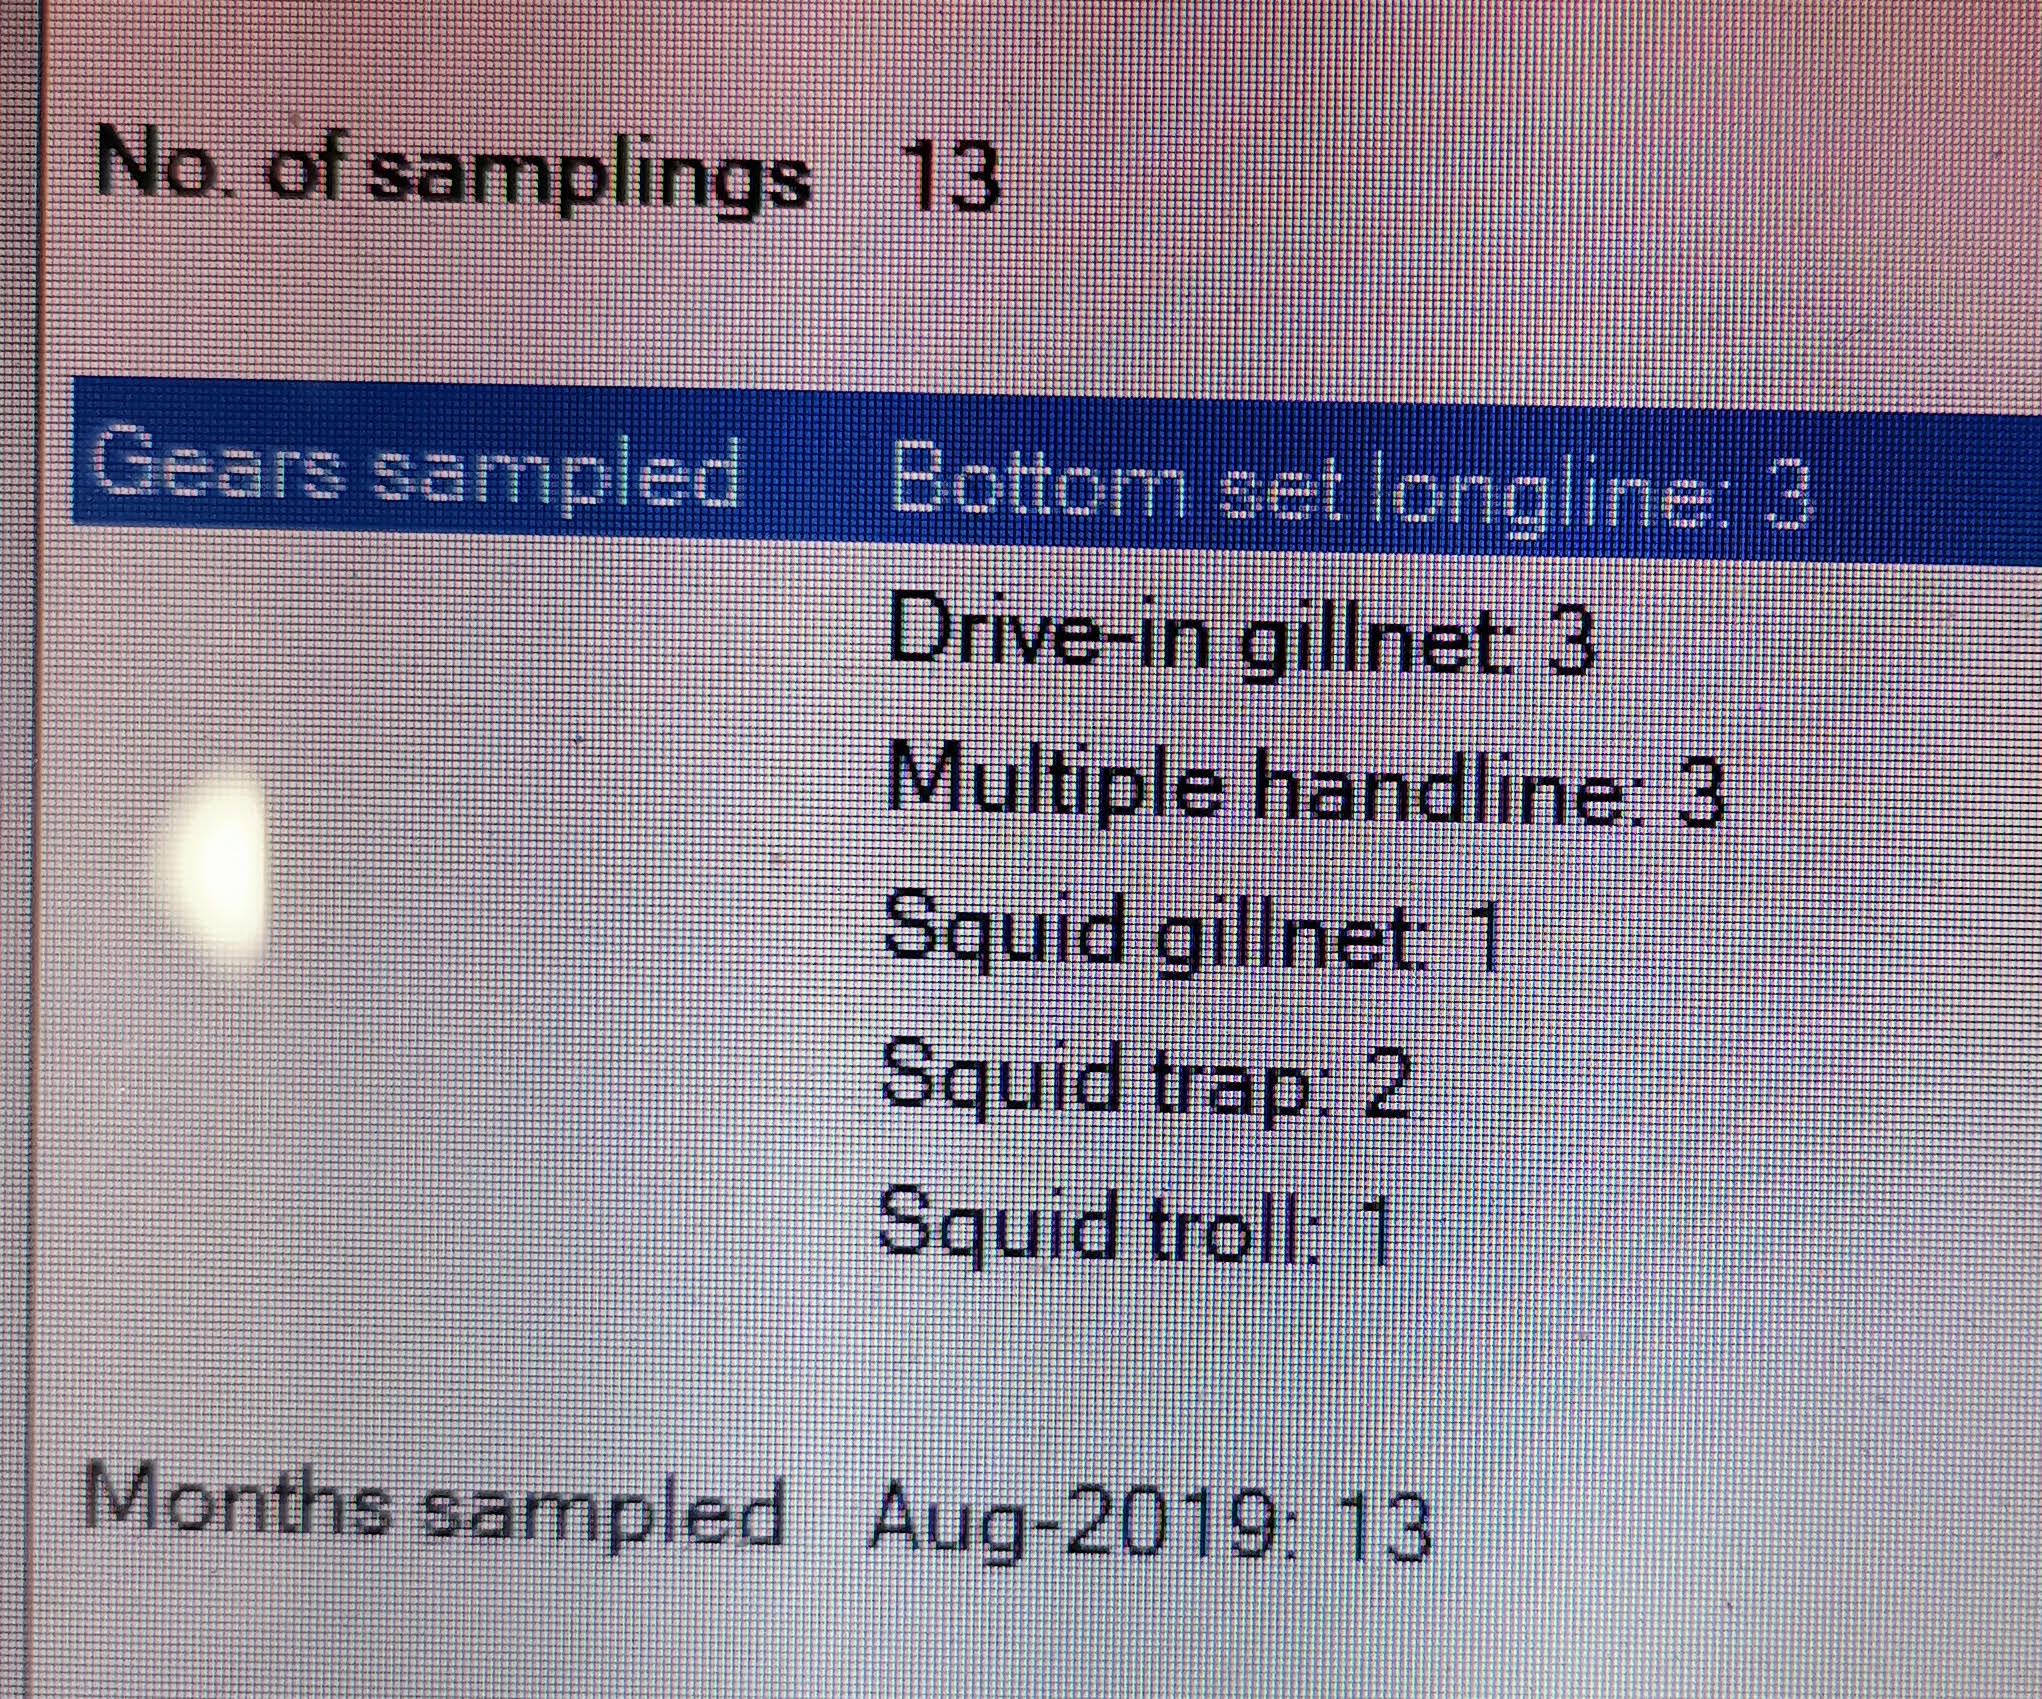 No. of samplings 13
Gears sampled Bottom set longline: 3
Drive-in gillnet: 3
Multiple handline: 3
Squid gillnet: 1
Squid trap: 2
Squid troll: 1
Months sampled Aug-2019: 13